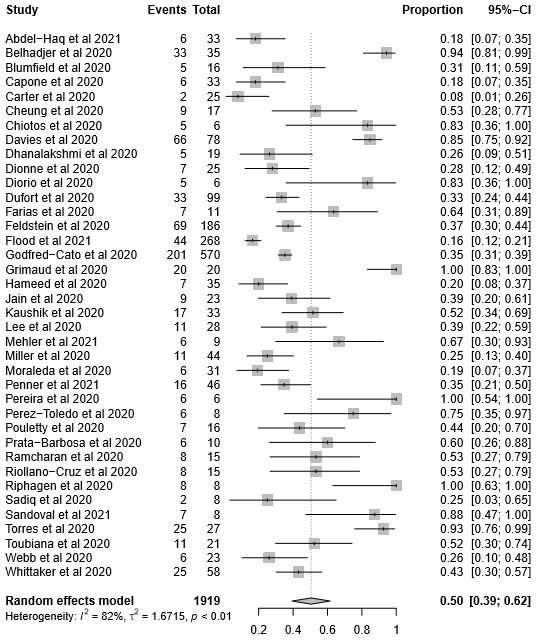 Study Events Total Proportion 95%−CI
Abdel−Haq et al 2021 6 33 0.18 [0.07; 0.35]
Belhadjer et al 2020 33 35 0.94 [0.81; 0.99]
Blumfield et al 2020 5 16 0.31 [0.11; 0.59]
Capone et al 2020 6 33 0.18 [0.07; 0.35]
Carter et al 2020 2 25 0.08 [0.01; 0.26]
Cheung et al 2020 9 17 0.53 [0.28; 0.77]
Chiotos et al 2020 5 6 0.83 [0.36; 1.00]
Davies et al 2020 66 78 0.85 [0.75; 0.92]
Dhanalakshmi et al 2020 5 19 0.26 [0.09; 0.51]
Dionne et al 2020 7 25 0.28 [0.12; 0.49]
Diorio et al 2020 5 6 0.83 [0.36; 1.00]
Dufort et al 2020 33 99 0.33 [0.24; 0.44]
Farias et al 2020 7 11 0.64 [0.31; 0.89]
Feldstein et al 2020 69 186 0.37 [0.30; 0.44]
Flood et al 2021 44 268 0.16 [0.12; 0.21]
Godfred−Cato et al 2020 201 570 0.35 [0.31; 0.39]
Grimaud et al 2020 20 20 1.00 [0.83; 1.00]
Hameed et al 2020 7 35 0.20 [0.08; 0.37]
Jain et al 2020 9 23 0.39 [0.20; 0.61]
Kaushik et al 2020 17 33 0.52 [0.34; 0.69]
Lee et al 2020 11 28 0.39 [0.22; 0.59]
Mehler et al 2021 6 9 0.67 [0.30; 0.93]
Miller et al 2020 11 44 0.25 [0.13; 0.40]
Moraleda et al 2020 6 31 0.19 [0.07; 0.37]
Penner et al 2021 16 46 0.35 [0.21; 0.50]
Pereira et al 2020 6 6 1.00 [0.54; 1.00]
Perez−Toledo et al 2020 6 8 0.75 [0.35; 0.97]
Pouletty et al 2020 7 16 0.44 [0.20; 0.70]
Prata−Barbosa et al 2020 6 10 0.60 [0.26; 0.88]
Ramcharan et al 2020 8 15 0.53 [0.27; 0.79]
Riollano−Cruz et al 2020 8 15 0.53 [0.27; 0.79]
Riphagen et al 2020 8 8 1.00 [0.63; 1.00]
Sadiq et al 2020 2 8 0.25 [0.03; 0.65]
Sandoval et al 2021 7 8 0.88 [0.47; 1.00]
Torres et al 2020 25 27 0.93 [0.76; 0.99]
Toubiana et al 2020 11 21 0.52 [0.30; 0.74]
Webb et al 2020 6 23 0.26 [0.10; 0.48]
Whittaker et al 2020 25 58 0.43 [0.30; 0.57]
Random effects model 1919 0.50 [0.39; 0.62]
Heterogeneity: I² = 82%, τ² = 1.6715, p < 0.01
0.2 0.4 0.6 0.8 1